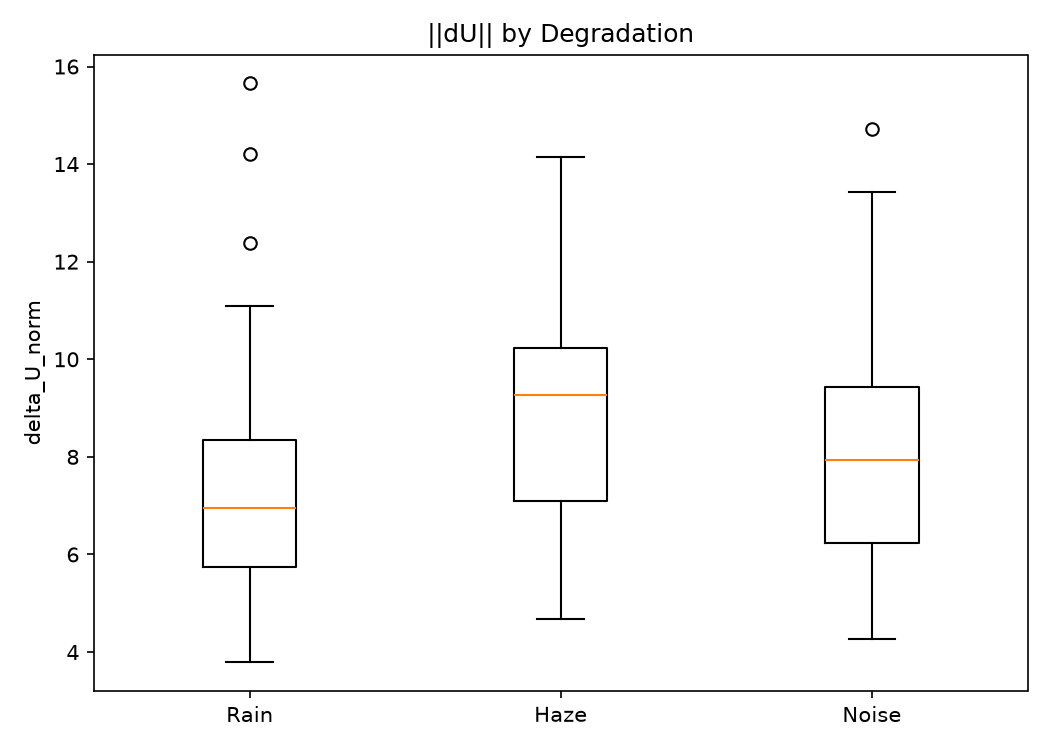 ||dU|| by Degradation
delta_U_norm
16
14
12
10
8
6
4
Rain
Haze
Noise